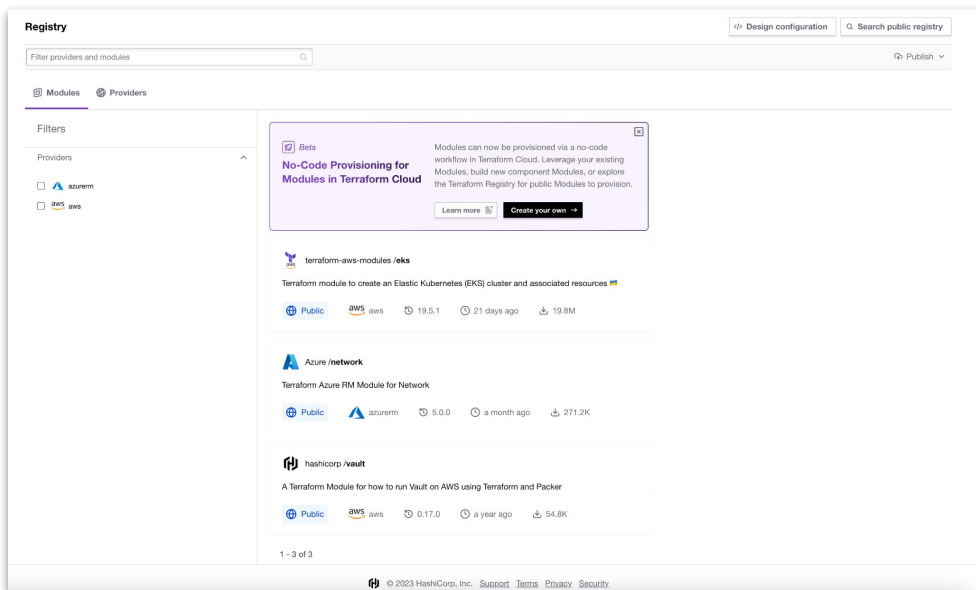 Registry
</> Design configuration
Search public registry
Filter providers and modules
Publish
Modules
Providers
Filters
Providers
azurerm
aws aws
Beta
No-Code Provisioning for
Modules in Terraform Cloud
Modules can now be provisioned via a no-code
workflow in Terraform Cloud. Leverage your existing
Modules, build new component Modules, or explore
the Terraform Registry for public Modules to provision.
Learn more
Create your own →
aws
terraform-aws-modules /eks
Terraform module to create an Elastic Kubernetes (EKS) cluster and associated resources 🇺🇦
Public aws aws 19.5.1 21 days ago 19.8M
Azure /network
Terraform Azure RM Module for Network
Public azurerm 5.0.0 a month ago 271.2K
hashicorp /vault
A Terraform Module for how to run Vault on AWS using Terraform and Packer
Public aws aws 0.17.0 a year ago 54.8K
1 - 3 of 3
© 2023 HashiCorp, Inc. Support Terms Privacy Security